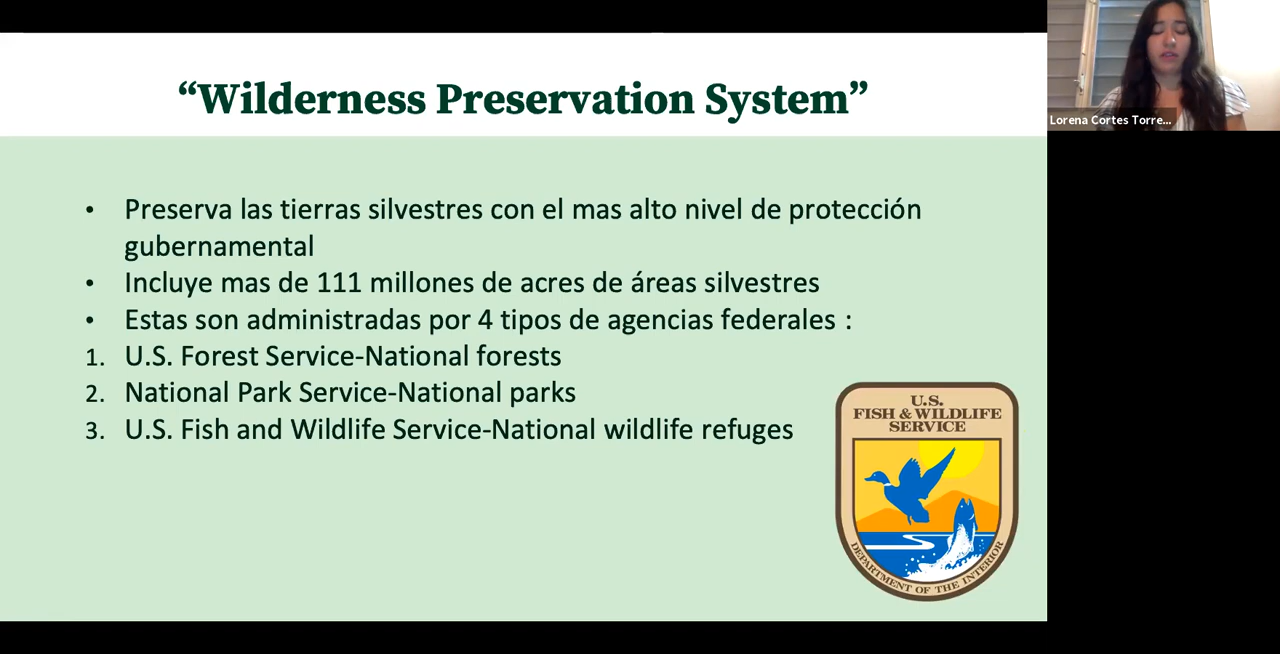 “Wilderness Preservation System”
Lorena Cortes Torre...
• Preserva las tierras silvestres con el mas alto nivel de protección
gubernamental
• Incluye mas de 111 millones de acres de áreas silvestres
• Estas son administradas por 4 tipos de agencias federales :
1. U.S. Forest Service-National forests
2. National Park Service-National parks
3. U.S. Fish and Wildlife Service-National wildlife refuges
U.S.
FISH & WILDLIFE
SERVICE
DEPARTMENT OF THE INTERIOR